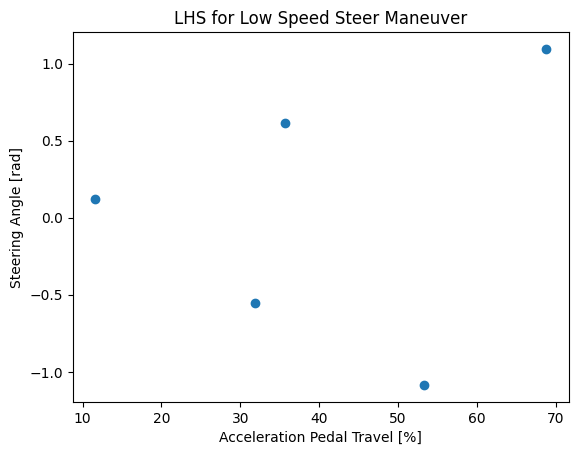 LHS for Low Speed Steer Maneuver
1.0
0.5
0.0
−0.5
−1.0
Steering Angle [rad]
10 20 30 40 50 60 70
Acceleration Pedal Travel [%]